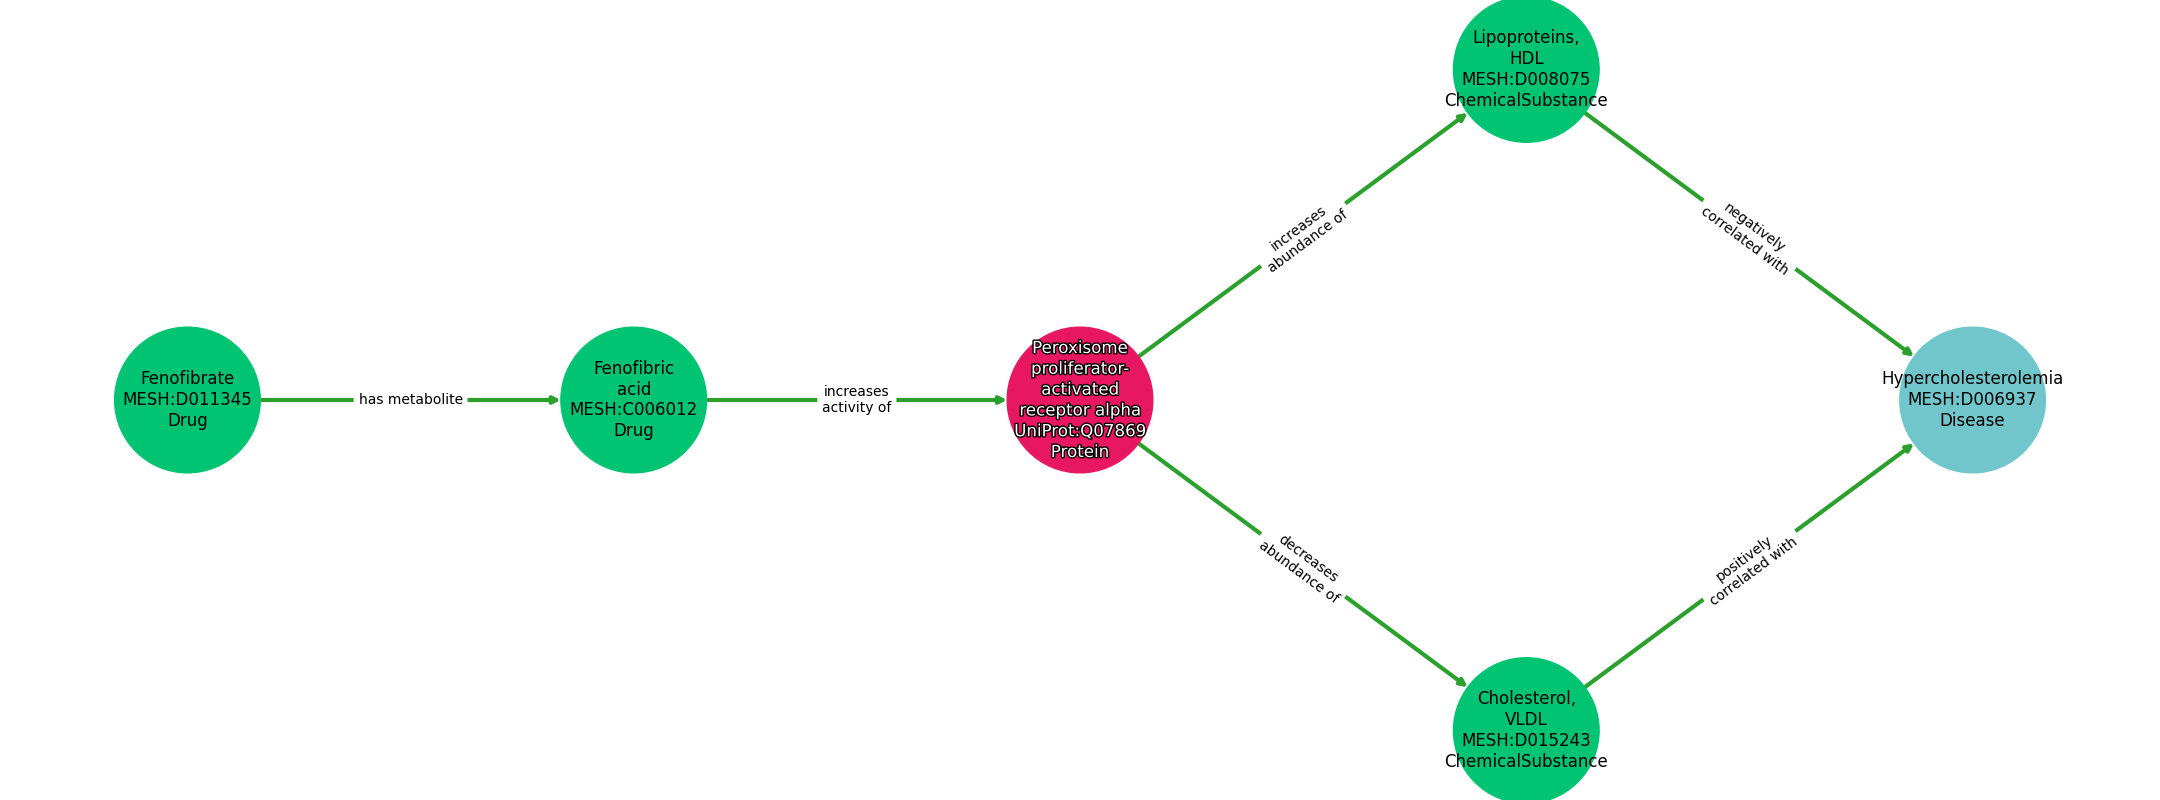 Lipoproteins,
HDL
MESH:D008075
ChemicalSubstance
increases
abundance of
negatively
correlated with
Fenofibrate
MESH:D011345
Drug
has metabolite
Fenofibric
acid
MESH:C006012
Drug
increases
activity of
Peroxisome
proliferator-
activated
receptor alpha
UniProt:Q07869
Protein
Hypercholesterolemia
MESH:D006937
Disease
decreases
abundance of
positively
correlated with
Cholesterol,
VLDL
MESH:D015243
ChemicalSubstance